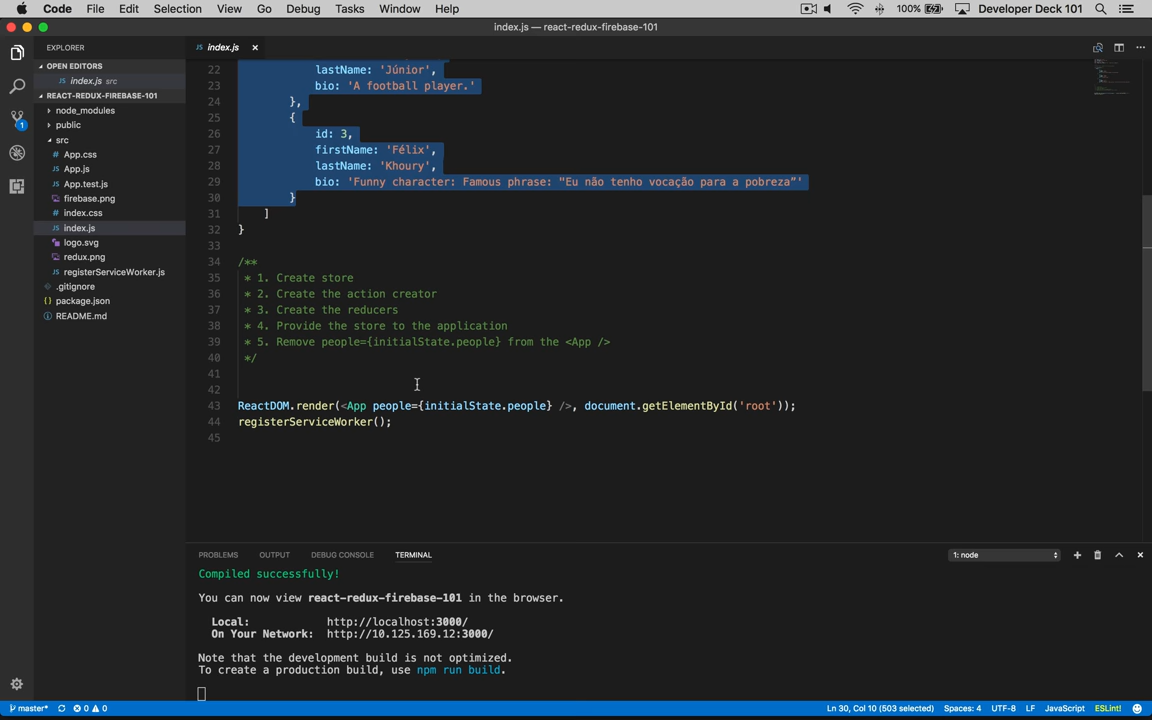 Code File Edit Selection View Go Debug Tasks Window Help 100% Developer Deck 101
index.js — react-redux-firebase-101
EXPLORER
OPEN EDITORS
JS index.js src
REACT-REDUX-FIREBASE-101
node_modules
public
src
# App.css
JS App.js
JS App.test.js
firebase.png
# index.css
JS index.js
logo.svg
redux.png
JS registerServiceWorker.js
.gitignore
{} package.json
README.md
1
JS index.js
22 lastName: 'Júnior',
23 bio: 'A football player.'
24 },
25 {
26 id: 3,
27 firstName: 'Félix',
28 lastName: 'Khoury',
29 bio: 'Funny character: Famous phrase: “Eu não tenho vocação para a pobreza”'
30 }
31 ]
32 }
33
34 /**
35 * 1. Create store
36 * 2. Create the action creator
37 * 3. Create the reducers
38 * 4. Provide the store to the application
39 * 5. Remove people={initialState.people} from the <App />
40 */
41
42
43 ReactDOM.render(<App people={initialState.people} />, document.getElementById('root'));
44 registerServiceWorker();
45
PROBLEMS OUTPUT DEBUG CONSOLE TERMINAL 1: node
Compiled successfully!
You can now view react-redux-firebase-101 in the browser.
Local: http://localhost:3000/
On Your Network: http://10.125.169.12:3000/
Note that the development build is not optimized.
To create a production build, use npm run build.
master* 0 0 Ln 30, Col 10 (503 selected) Spaces: 4 UTF-8 LF JavaScript ESLint!